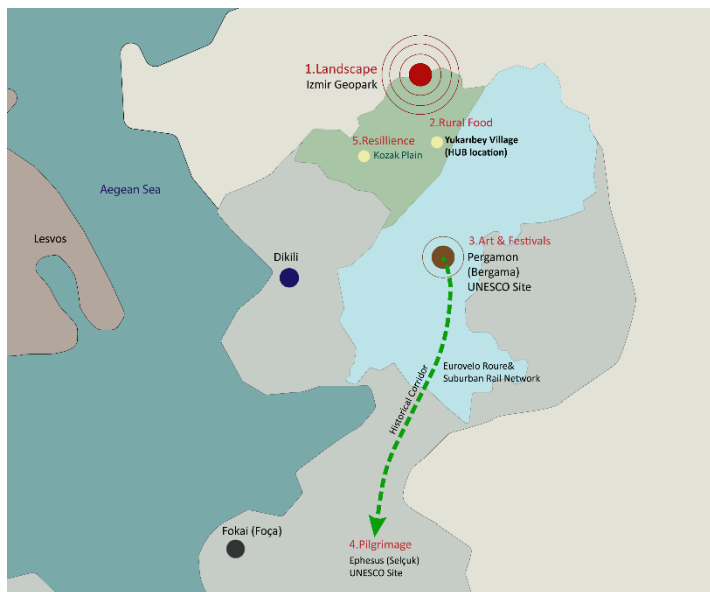 1.Landscape
Izmir Geopark
2.Rural Food
Yukarıbey Village
(HUB location)
5.Resillience
Kozak Plain
Aegean Sea
Lesvos
3.Art & Festivals
Pergamon
(Bergama)
UNESCO Site
Dikili
Eurovelo Roure&
Suburban Rail Network
Historical Corridor
Fokai (Foça)
4.Pilgrimage
Ephesus (Selçuk)
UNESCO Site